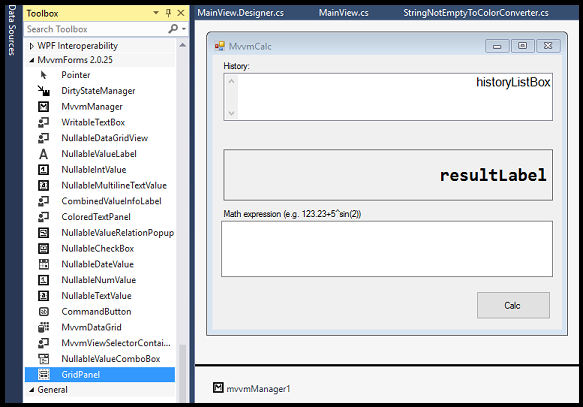 Data Sources
Toolbox
Search Toolbox
WPF Interoperability
MvvmForms 2.0.25
Pointer
DirtyStateManager
MvvmManager
WritableTextBox
NullableDataGridView
NullableValueLabel
NullableIntValue
NullableMultilineTextValue
CombinedValueInfoLabel
ColoredTextPanel
NullableValueRelationPopup
NullableCheckBox
NullableDateValue
NullableNumValue
NullableTextValue
CommandButton
MvvmDataGrid
MvvmViewSelectorContai...
NullableValueComboBox
GridPanel
General
MainView.Designer.cs
MainView.cs
StringNotEmptyToColorConverter.cs
MvvmCalc
History:
historyListBox
resultLabel
Math expression (e.g. 123.23+5^sin(2))
Calc
mvvmManager1